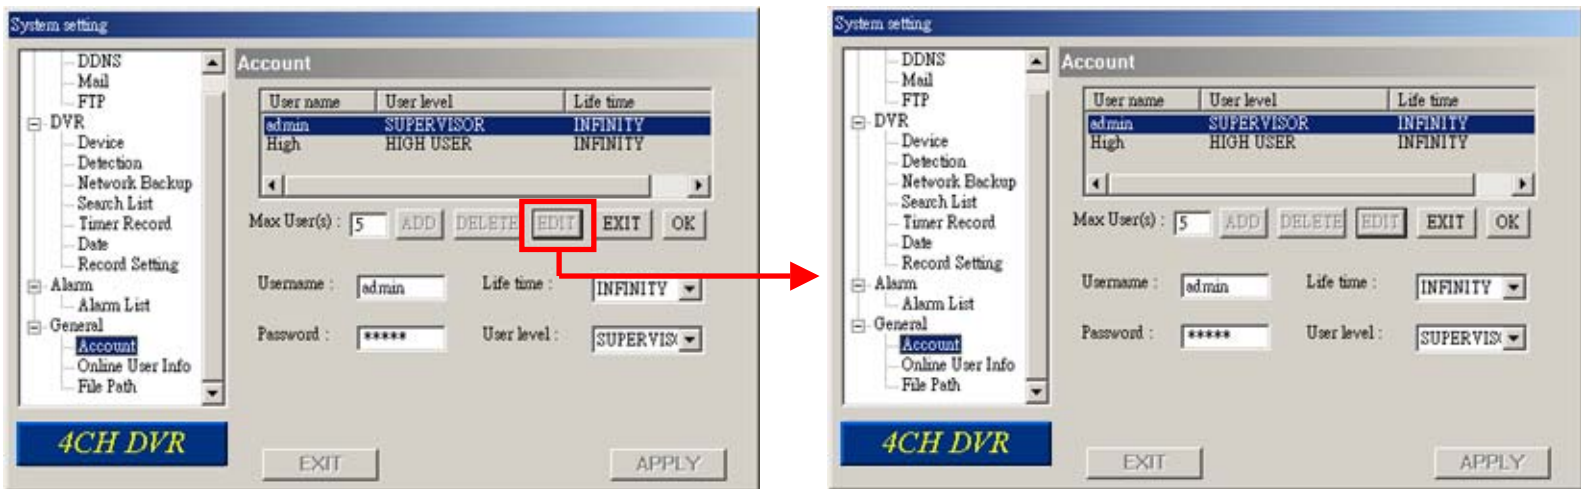 System setting
DDNS
Mail
FTP
DVR
Device
Detection
Network Backup
Search List
Timer Record
Date
Record Setting
Alarm
Alarm List
General
Account
Online User Info
File Path
4CH DVR
Account
User name User level Life time
admin SUPERVISOR INFINITY
High HIGH USER INFINITY
Max User(s) : 5 ADD DELETE EDIT EXIT OK
Username : admin Life time : INFINITY
Password : ***** User level : SUPERVIS
EXIT APPLY
System setting
DDNS
Mail
FTP
DVR
Device
Detection
Network Backup
Search List
Timer Record
Date
Record Setting
Alarm
Alarm List
General
Account
Online User Info
File Path
4CH DVR
Account
User name User level Life time
admin SUPERVISOR INFINITY
High HIGH USER INFINITY
Max User(s) : 5 ADD DELETE EDIT EXIT OK
Username : admin Life time : INFINITY
Password : ***** User level : SUPERVIS
EXIT APPLY